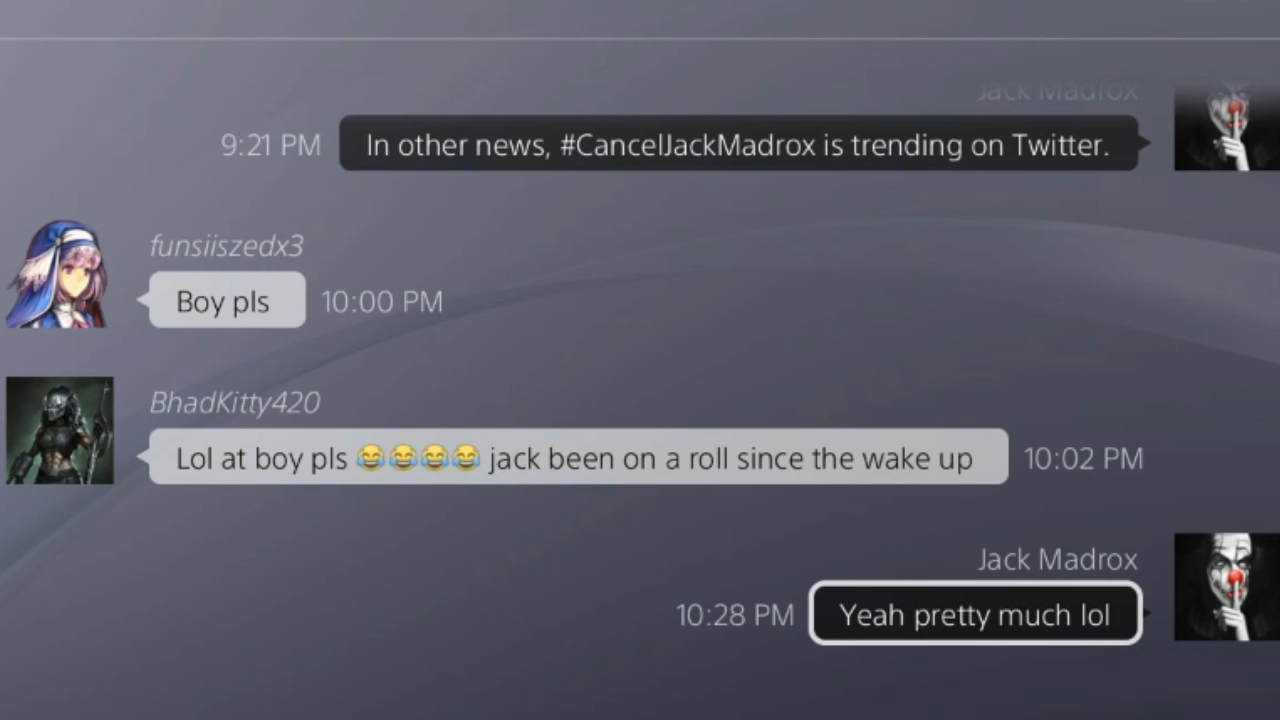 Jack Madrox
9:21 PM In other news, #CancelJackMadrox is trending on Twitter.
funsiiszedx3
Boy pls 10:00 PM
BhadKitty420
Lol at boy pls 😂😂😂😂 jack been on a roll since the wake up 10:02 PM
Jack Madrox
10:28 PM Yeah pretty much lol